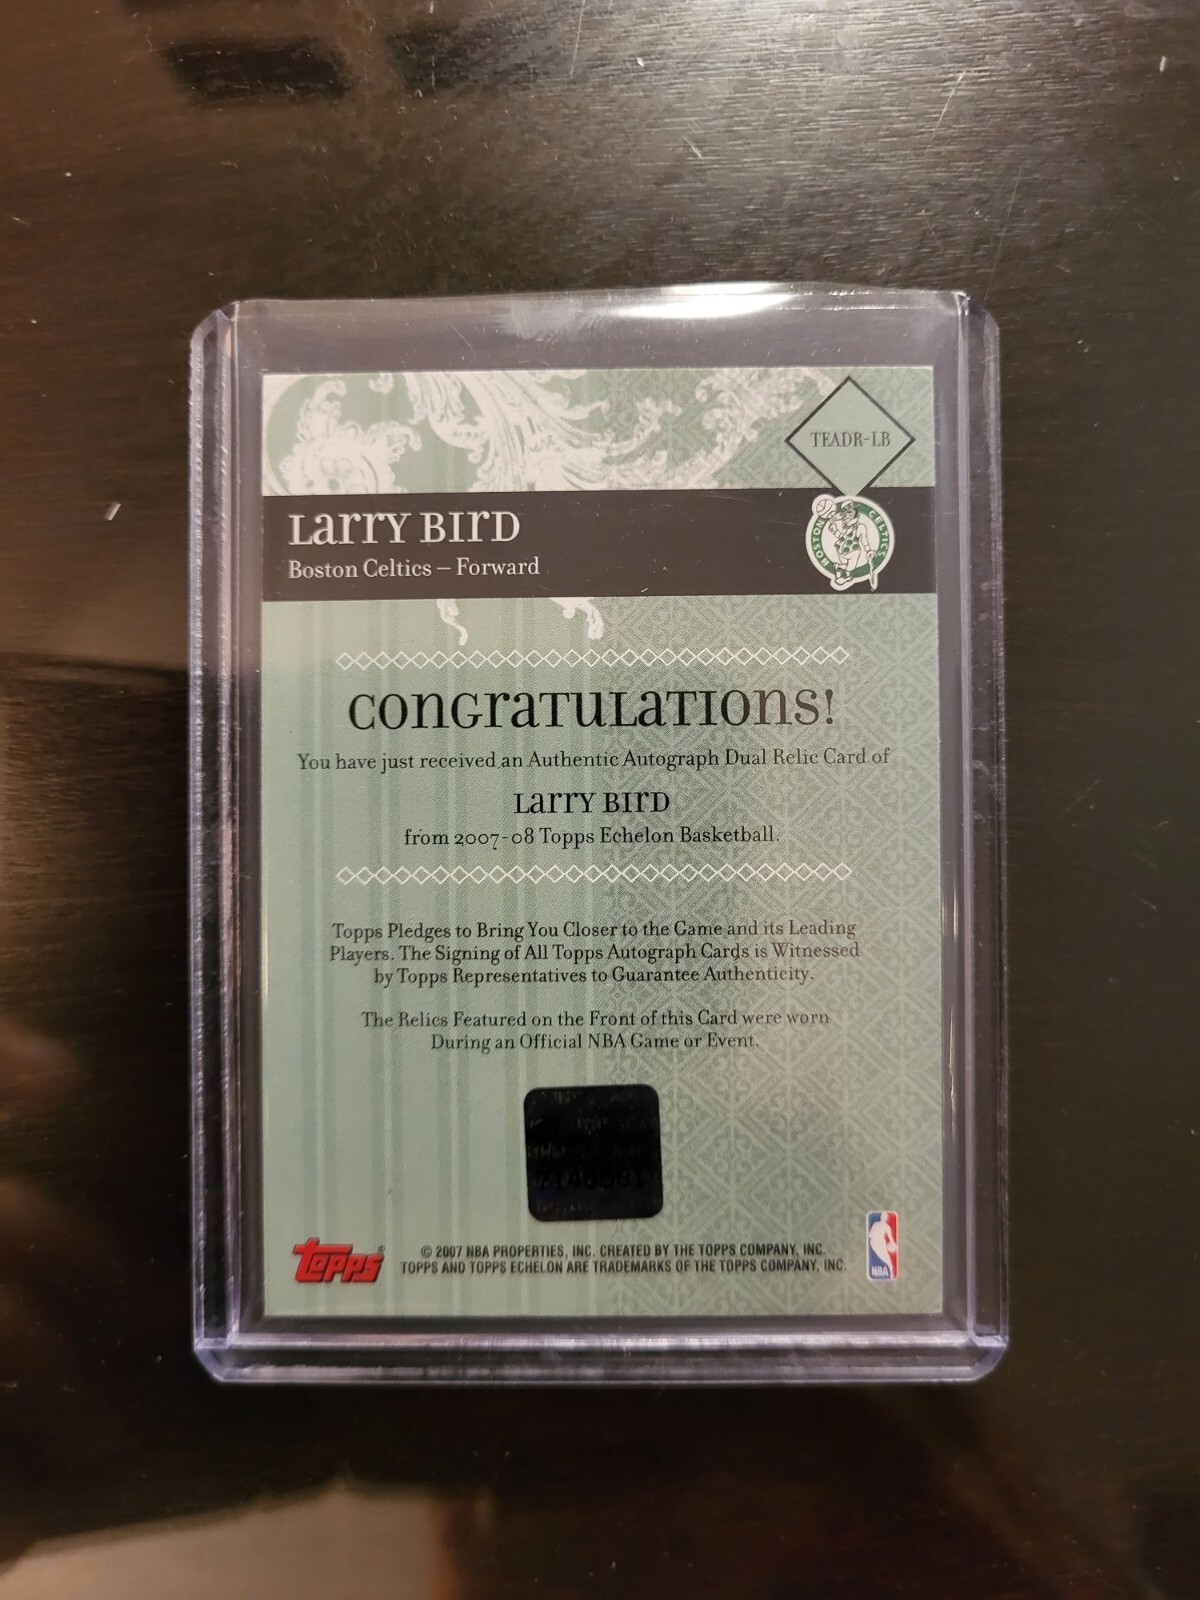 TEADR-LB
Larry Bird
BOSTON CELTICS
Boston Celtics – Forward
Congratulations!
You have just received an Authentic Autograph Dual Relic Card of
Larry Bird
from 2007-08 Topps Echelon Basketball.
Topps Pledges to Bring You Closer to the Game and its Leading
Players. The Signing of All Topps Autograph Cards is Witnessed
by Topps Representatives to Guarantee Authenticity.
The Relics Featured on the Front of this Card were worn
During an Official NBA Game or Event.
topps®
© 2007 NBA PROPERTIES, INC. CREATED BY THE TOPPS COMPANY, INC.
TOPPS AND TOPPS ECHELON ARE TRADEMARKS OF THE TOPPS COMPANY, INC.
NBA